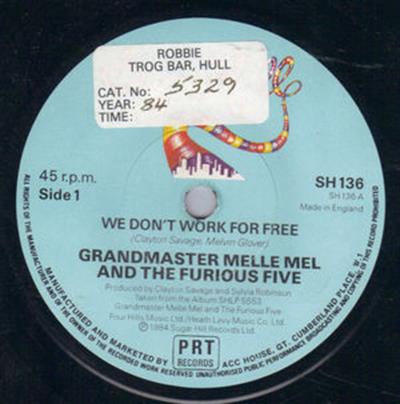 ROBBIE
TROG BAR, HULL
CAT. No: 5329
YEAR: 84
TIME:
45 r.p.m.
Side 1
SH 136
SH 136 A
Made in England
WE DON'T WORK FOR FREE
(Clayton Savage, Melvin Glover)
GRANDMASTER MELLE MEL
AND THE FURIOUS FIVE
Produced by Clayton Savage and Sylvia Robinson
Taken from the Album SHLP 5553
Grandmaster Melle Mel and The Furious Five
Four Hills Music Ltd./Heath Levy Music Co. Ltd.
℗ 1984 Sugar Hill Records Ltd.
PRT
RECORDS
MANUFACTURED AND MARKETED BY
ACC HOUSE, GT. CUMBERLAND PLACE, W.1.
ALL RIGHTS OF THE MANUFACTURER AND OF THE OWNER OF THE RECORDED WORK RESERVED UNAUTHORISED PUBLIC PERFORMANCE BROADCASTING AND COPYING OF THIS RECORD PROHIBITED